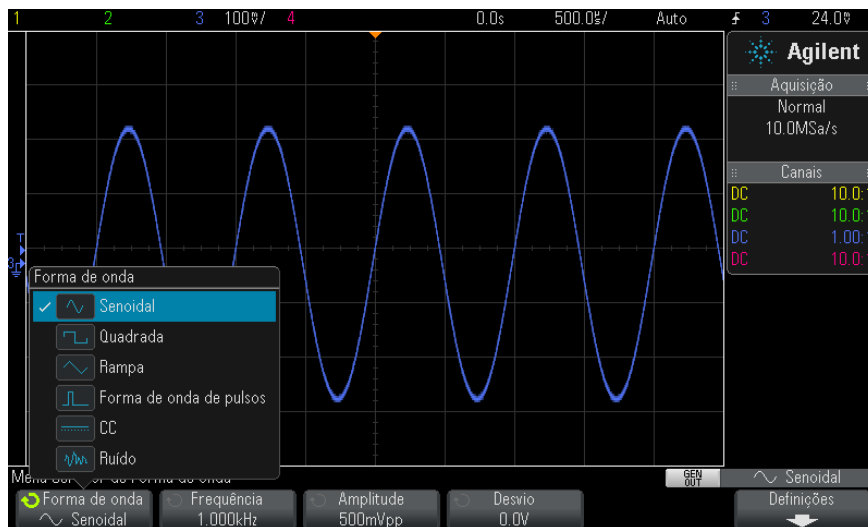 1 2 3 100▽/ 4 0.0s 500.0㎲/ Auto 3 24.0▽
Agilent
Aquisição
Normal
10.0MSa/s
Canais
DC 10.0:
DC 10.0:
DC 1.00:
DC 10.0:
T
3
Forma de onda
Senoidal
Quadrada
Rampa
Forma de onda de pulsos
CC
Ruído
GEN OUT
Senoidal
Forma de onda
Senoidal
Frequência
1.000kHz
Amplitude
500mVpp
Desvio
0.0V
Definições